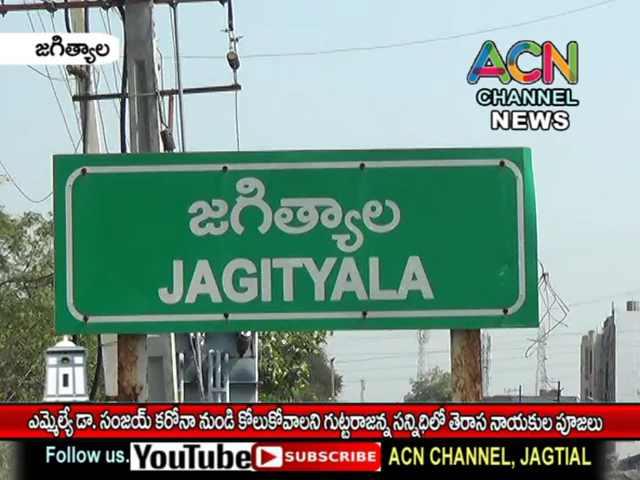 జగిత్యాల
ACN
CHANNEL
NEWS
జగిత్యాల
JAGITYALA
ఎమ్మెల్యే డా. సంజయ్ కరోనా నుండి కోలుకోవాలని గుట్టరాజన్న సన్నిధిలో తెరాస నాయకుల పూజలు
Follow us. YouTube SUBSCRIBE ACN CHANNEL, JAGTIAL